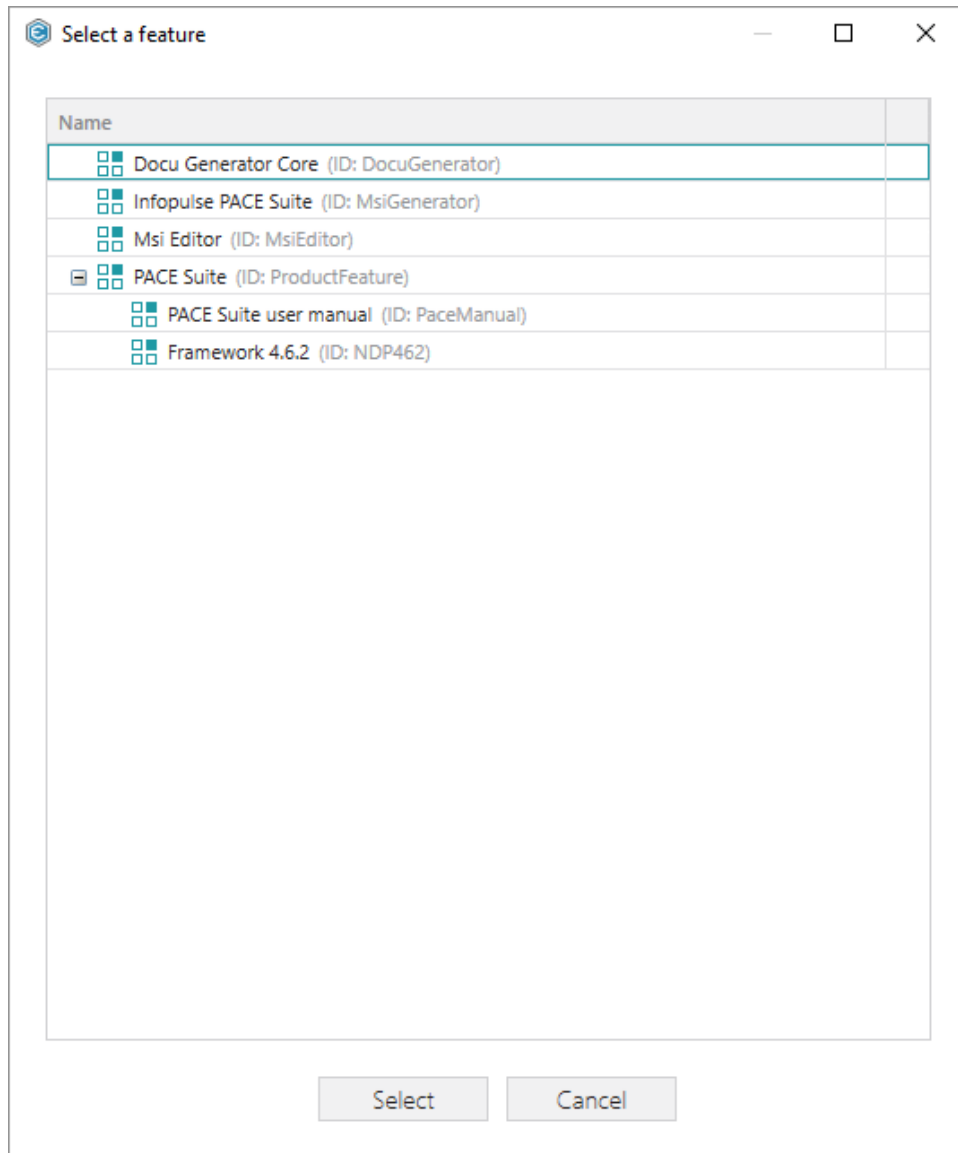 Select a feature
Name
Docu Generator Core (ID: DocuGenerator)
Infopulse PACE Suite (ID: MsiGenerator)
Msi Editor (ID: MsiEditor)
PACE Suite (ID: ProductFeature)
PACE Suite user manual (ID: PaceManual)
Framework 4.6.2 (ID: NDP462)
Select Cancel